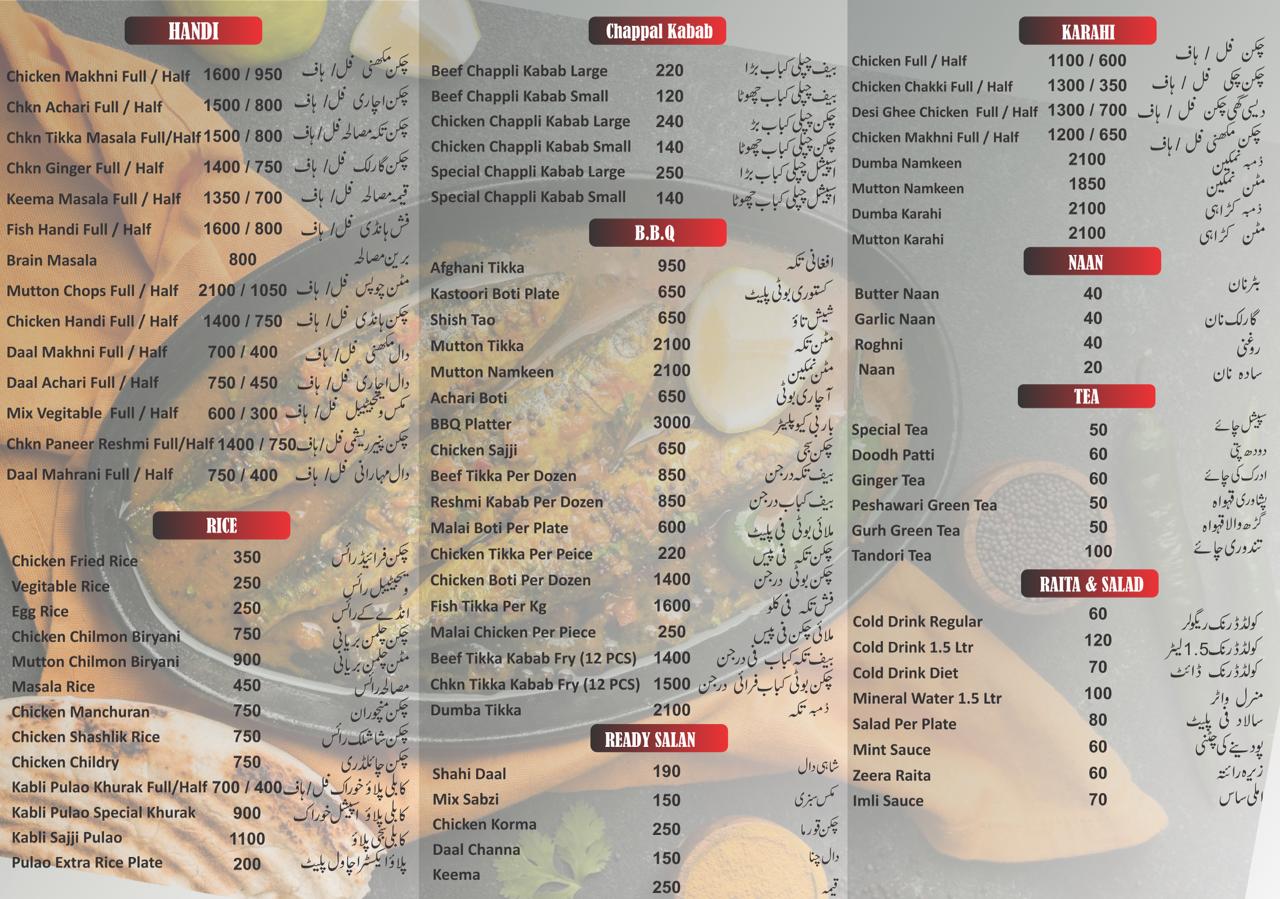 HANDI
Chicken Makhni Full / Half 1600 / 950 چکن مکھنی فل/ ہاف
Chkn Achari Full / Half 1500 / 800 چکن اچاری فل/ ہاف
Chkn Tikka Masala Full/Half 1500 / 800 چکن تکہ مصالحہ فل/ ہاف
Chkn Ginger Full / Half 1400 / 750 چکن گارلک فل/ ہاف
Keema Masala Full / Half 1350 / 700 قیمہ مصالحہ فل/ ہاف
Fish Handi Full / Half 1600 / 800 فش ہانڈی فل/ ہاف
Brain Masala 800 برین مصالحہ
Mutton Chops Full / Half 2100 / 1050 مٹن چوپس فل/ ہاف
Chicken Handi Full / Half 1400 / 750 چکن ہانڈی فل/ ہاف
Daal Makhni Full / Half 700 / 400 دال مکھنی فل/ ہاف
Daal Achari Full / Half 750 / 450 دال اچاری فل/ ہاف
Mix Vegitable Full / Half 600 / 300 مکس ویجیٹیبل فل/ ہاف
Chkn Paneer Reshmi Full/Half 1400 / 750 چکن پنیر ریشمی فل/ہاف
Daal Mahrani Full / Half 750 / 400 دال مہارانی فل/ ہاف
RICE
Chicken Fried Rice 350 چکن فرائیڈ رائس
Vegitable Rice 250 ویجیٹیبل رائس
Egg Rice 250 انڈے کے رائس
Chicken Chilmon Biryani 750 چکن چلمن بریانی
Mutton Chilmon Biryani 900 مٹن چلمن بریانی
Masala Rice 450 مصالحہ رائس
Chicken Manchuran 750 چکن منچوران
Chicken Shashlik Rice 750 چکن شاشلک رائس
Chicken Childry 750 چکن چائلڈری
Kabli Pulao Khurak Full/Half 700 / 400 کابلی پلاؤ خوراک فل/ہاف
Kabli Pulao Special Khurak 900 کابلی پلاؤ اسپیشل خوراک
Kabli Sajji Pulao 1100 کابلی سجی پلاؤ
Pulao Extra Rice Plate 200 پلاؤ ایکسٹرا چاول پلیٹ
Chappal Kabab
Beef Chappli Kabab Large 220 بیف چپلی کباب بڑا
Beef Chappli Kabab Small 120 بیف چپلی کباب چھوٹا
Chicken Chappli Kabab Large 240 چکن چپلی کباب بڑ
Chicken Chappli Kabab Small 140 چکن چپلی کباب چھوٹا
Special Chappli Kabab Large 250 اسپیشل چپلی کباب بڑا
Special Chappli Kabab Small 140 اسپیشل چپلی کباب چھوٹا
B.B.Q
Afghani Tikka 950 افغانی تکہ
Kastoori Boti Plate 650 کستوری بوٹی پلیٹ
Shish Tao 650 شیش تاؤ
Mutton Tikka 2100 مٹن تکہ
Mutton Namkeen 2100 مٹن نمکین
Achari Boti 650 آچاری بوٹی
BBQ Platter 3000 بار بی کیو پلیٹر
Chicken Sajji 650 چکن سجی
Beef Tikka Per Dozen 850 بیف تکہ درجن
Reshmi Kabab Per Dozen 850 بیف کباب درجن
Malai Boti Per Plate 600 ملائی بوٹی فی پلیٹ
Chicken Tikka Per Peice 220 چکن تکہ فی پیس
Chicken Boti Per Dozen 1400 چکن بوٹی درجن
Fish Tikka Per Kg 1600 فش تکہ فی کلو
Malai Chicken Per Piece 250 ملائی چکن فی پیس
Beef Tikka Kabab Fry (12 PCS) 1400 بیف تکہ کباب فی درجن
Chkn Tikka Kabab Fry (12 PCS) 1500 چکن بوٹی کباب فرائی درجن
Dumba Tikka 2100 ذمبہ تکہ
READY SALAN
Shahi Daal 190 شاہی دال
Mix Sabzi 150 مکس سبزی
Chicken Korma 250 چکن قورما
Daal Channa 150 دال چنا
Keema 250 قیمہ
KARAHI
Chicken Full / Half 1100 / 600 چکن فل / ہاف
Chicken Chakki Full / Half 1300 / 350 چکن چکی فل / ہاف
Desi Ghee Chicken Full / Half 1300 / 700 دیسی گھی چکن فل / ہاف
Chicken Makhni Full / Half 1200 / 650 چکن مکھنی فل / ہاف
Dumba Namkeen 2100 ذمبہ نمکین
Mutton Namkeen 1850 مٹن نمکین
Dumba Karahi 2100 ذمبہ کڑاہی
Mutton Karahi 2100 مٹن کڑاہی
NAAN
Butter Naan 40 بٹر نان
Garlic Naan 40 گارلک نان
Roghni 40 روغنی
Naan 20 سادہ نان
TEA
Special Tea 50 سپیشل چائے
Doodh Patti 60 دودھ پتی
Ginger Tea 60 ادرک کی چائے
Peshawari Green Tea 50 پشاوری قہواہ
Gurh Green Tea 50 گڑھ والا قہواہ
Tandori Tea 100 تندوری چائے
RAITA & SALAD
Cold Drink Regular 60 کولڈ ڈرنک ریگولر
Cold Drink 1.5 Ltr 120 کولڈ ڈرنک 1.5 لیٹر
Cold Drink Diet 70 کولڈ ڈرنک ڈائٹ
Mineral Water 1.5 Ltr 100 منرل واٹر
Salad Per Plate 80 سالاد فی پلیٹ
Mint Sauce 60 پودینے کی چٹنی
Zeera Raita 60 زیرہ رائتہ
Imli Sauce 70 املی ساس